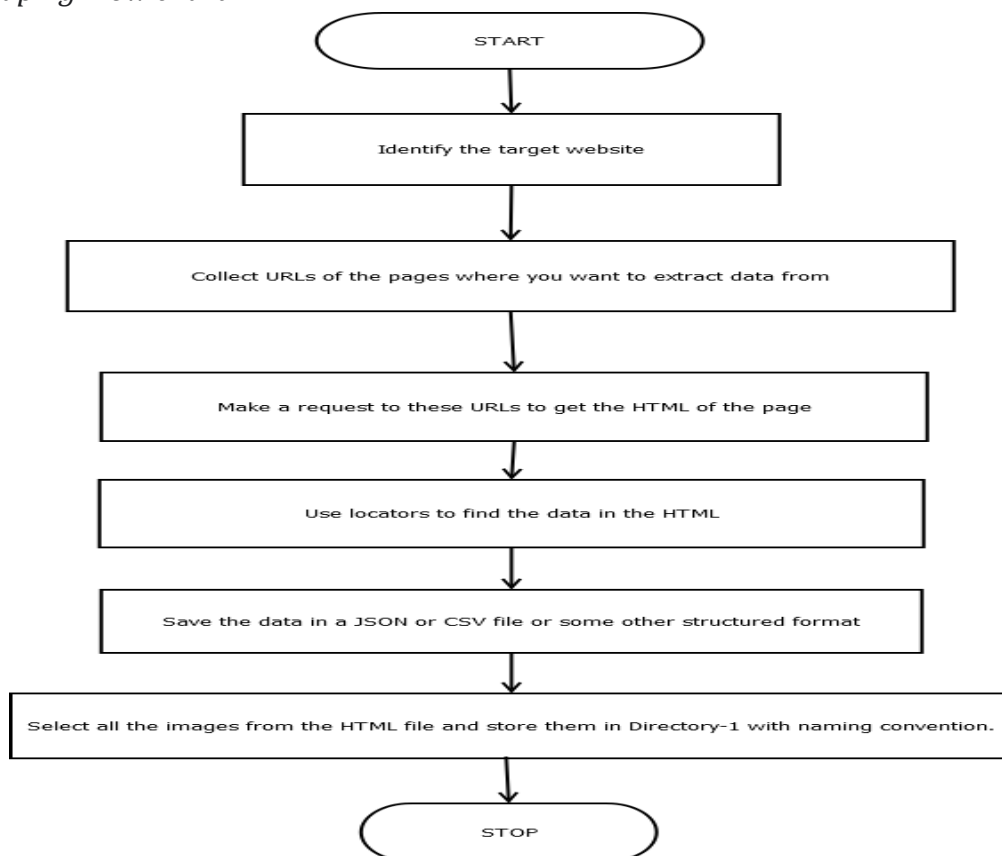 START
Identify the target website
Collect URLs of the pages where you want to extract data from
Make a request to these URLs to get the HTML of the page
Use locators to find the data in the HTML
Save the data in a JSON or CSV file or some other structured format
Select all the images from the HTML file and store them in Directory-1 with naming convention.
STOP